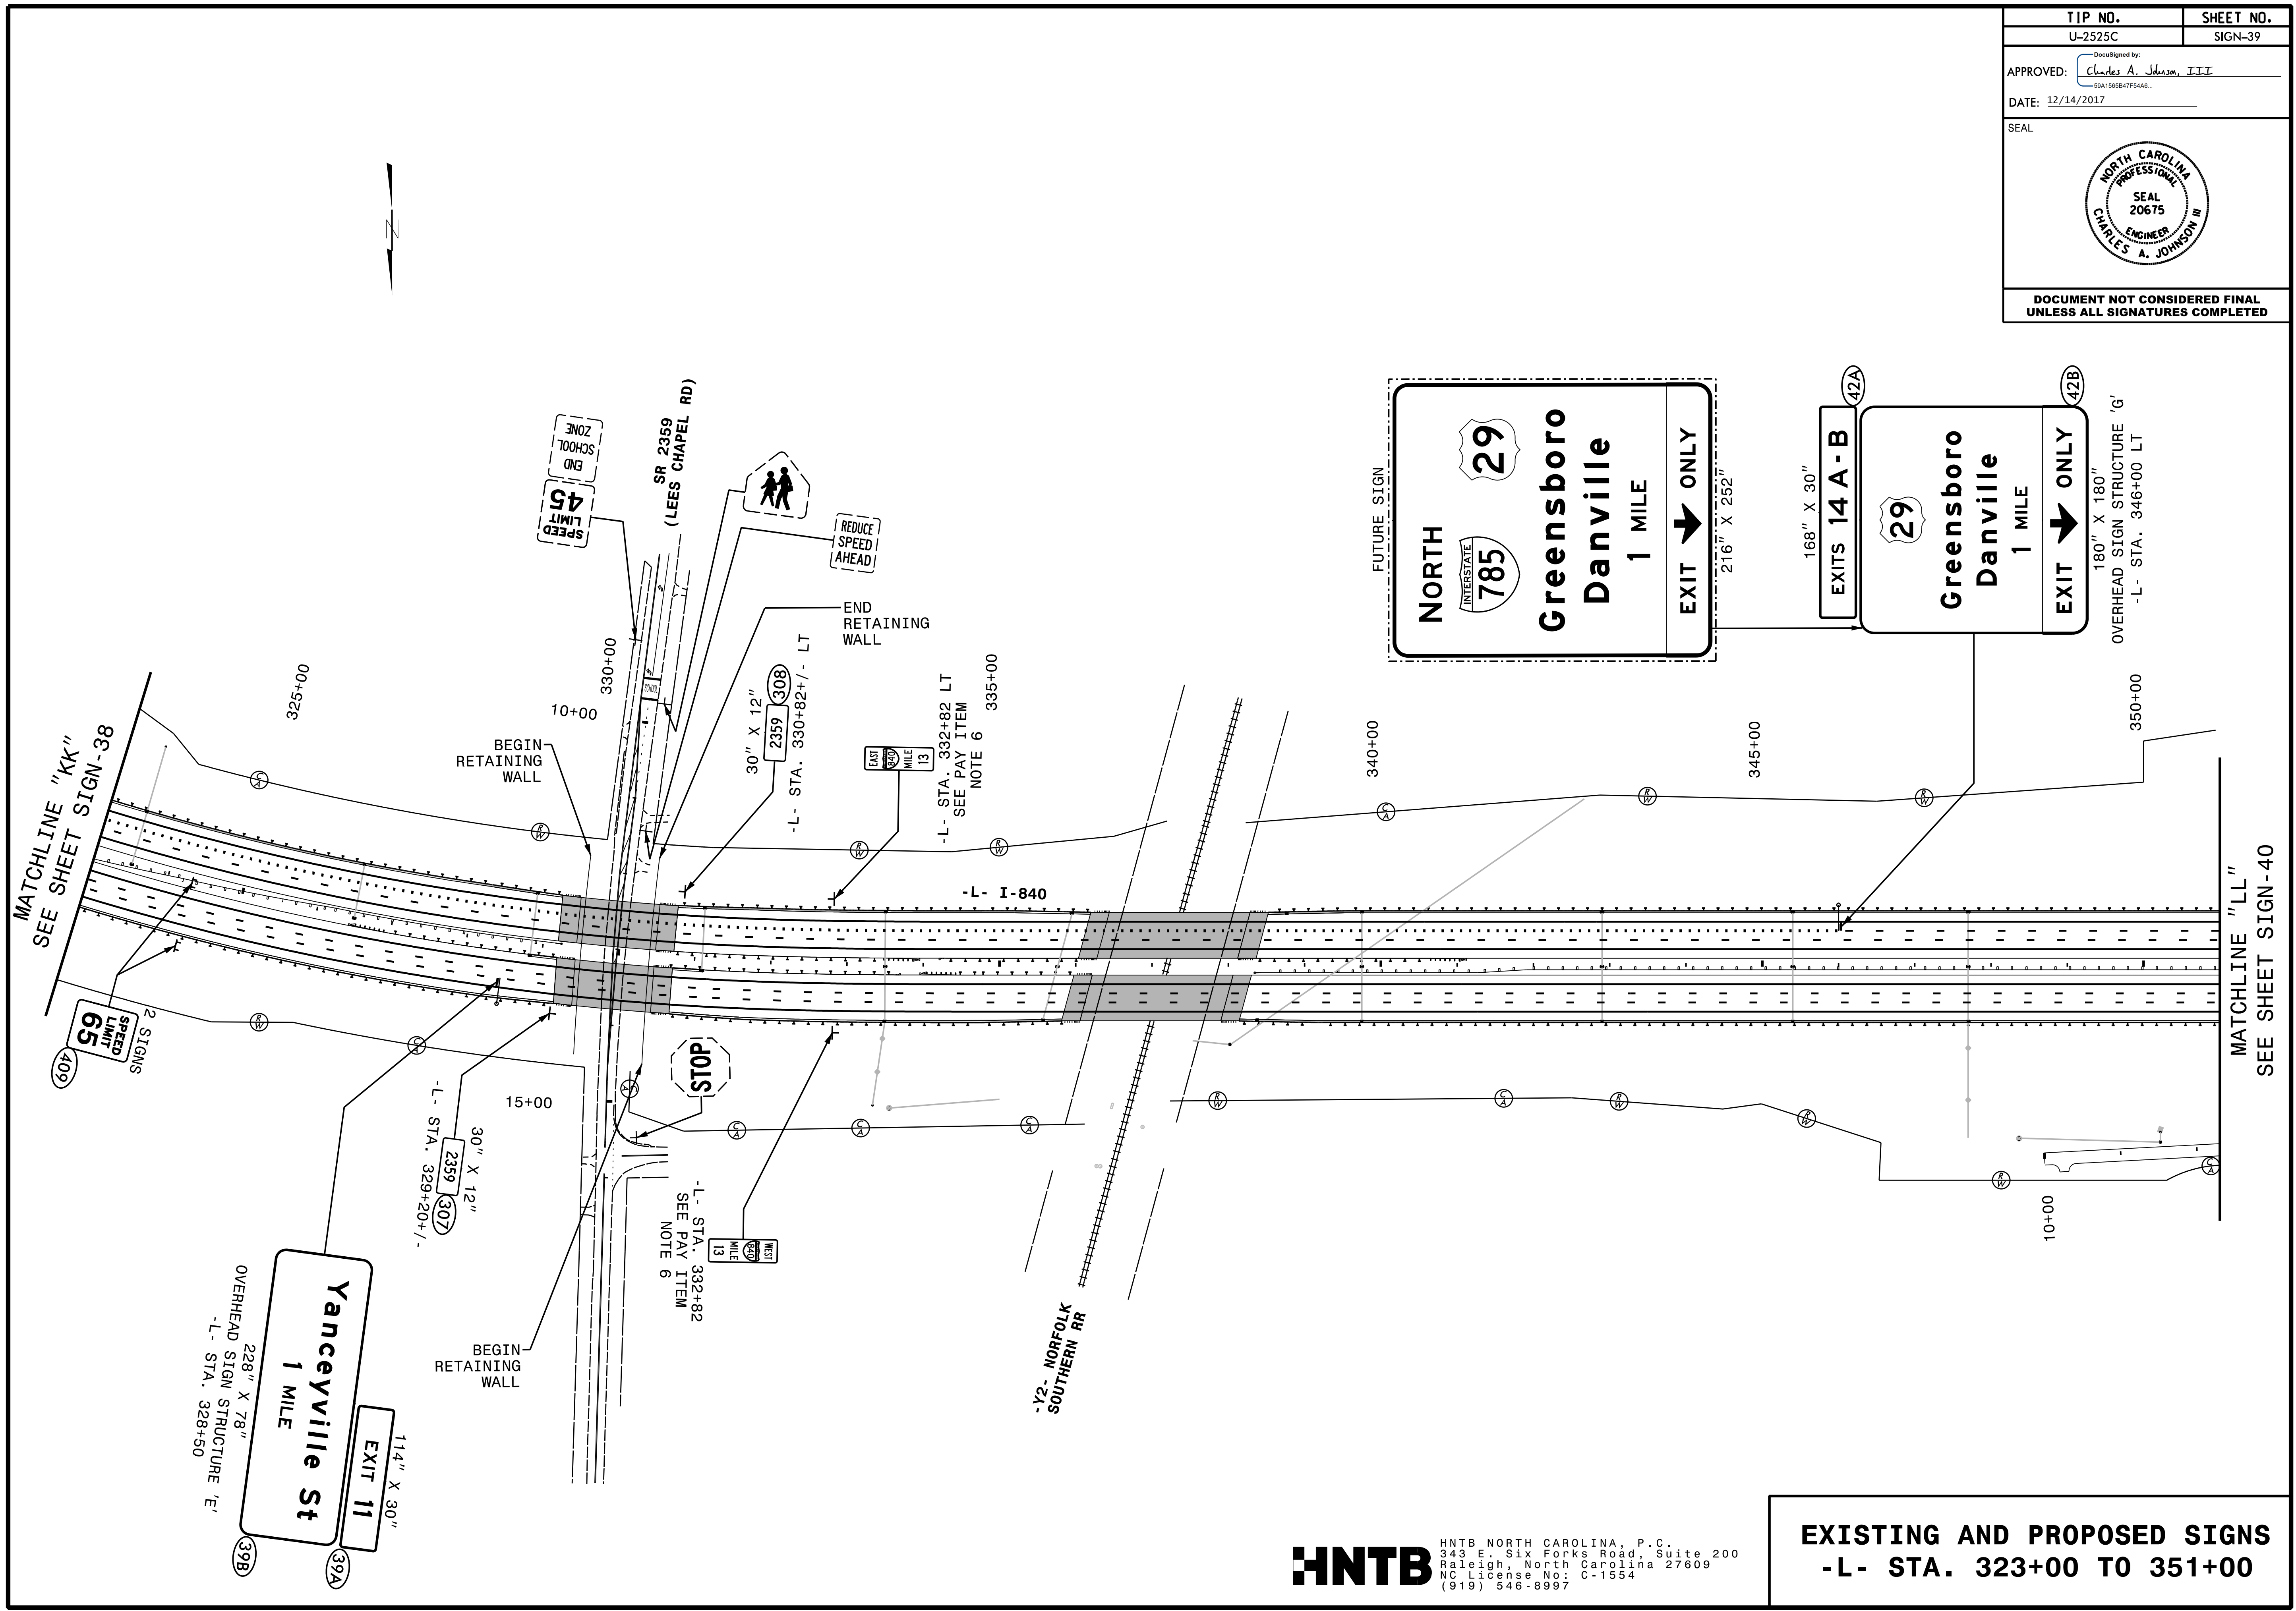 TIP NO.
SHEET NO.
U-2525C
SIGN-39
DocuSigned by:
APPROVED: Charles A. Johnson, III
59A1565B47F54A6...
DATE: 12/14/2017
SEAL
NORTH CAROLINA
PROFESSIONAL
SEAL
20675
ENGINEER
CHARLES A. JOHNSON III
DOCUMENT NOT CONSIDERED FINAL
UNLESS ALL SIGNATURES COMPLETED
N
END
SCHOOL
ZONE
SPEED
LIMIT
45
SR 2359
(LEES CHAPEL RD)
REDUCE
SPEED
AHEAD
END
RETAINING
WALL
SCHOOL
FUTURE SIGN
NORTH
INTERSTATE
785
29
Greensboro
Danville
1 MILE
EXIT ONLY
216" X 252"
168" X 30"
EXITS 14 A-B
42A
29
Greensboro
Danville
1 MILE
EXIT ONLY
42B
180" X 180"
OVERHEAD SIGN STRUCTURE 'G'
-L- STA. 346+00 LT
325+00
330+00
335+00
340+00
345+00
350+00
10+00
BEGIN
RETAINING
WALL
30" X 12"
2359
308
-L- STA. 330+82+/- LT
EAST
840
MILE
13
-L- STA. 332+82 LT
SEE PAY ITEM
NOTE 6
MATCHLINE "KK"
SEE SHEET SIGN-38
C
A
R
W
R
W
R
W
C
A
R
W
R
W
-L- I-840
MATCHLINE "LL"
SEE SHEET SIGN-40
2 SIGNS
SPEED
LIMIT
65
409
R
W
C
A
C
A
C
A
C
A
C
A
R
W
C
A
R
W
R
W
R
W
C
A
STOP
15+00
10+00
30" X 12"
2359
307
-L- STA. 329+20+/-
-L- STA. 332+82
SEE PAY ITEM
NOTE 6
WEST
840
MILE
13
BEGIN
RETAINING
WALL
-Y2- NORFOLK
SOUTHERN RR
114" X 30"
EXIT 11
39A
Yanceyville St
1 MILE
39B
228" X 78"
OVERHEAD SIGN STRUCTURE 'E'
-L- STA. 328+50
HNTB
HNTB NORTH CAROLINA, P.C.
343 E. Six Forks Road, Suite 200
Raleigh, North Carolina 27609
NC License No: C-1554
(919) 546-8997
EXISTING AND PROPOSED SIGNS
-L- STA. 323+00 TO 351+00